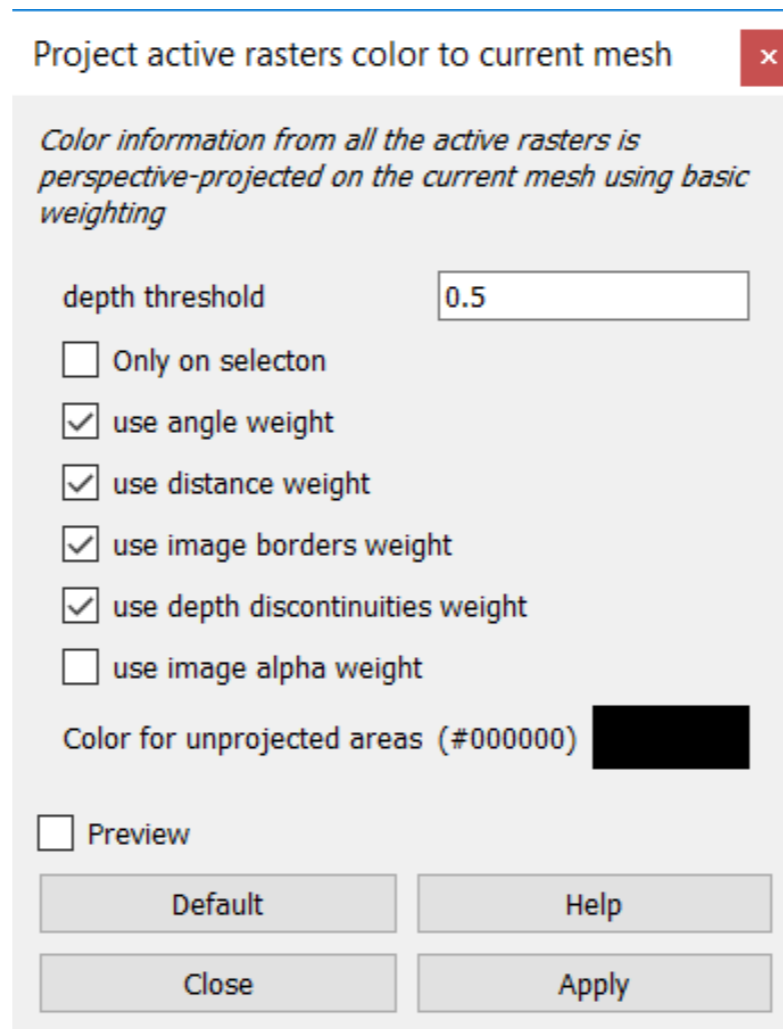 Project active rasters color to current mesh ×
Color information from all the active rasters is
perspective-projected on the current mesh using basic
weighting
depth threshold 0.5
Only on selecton
use angle weight
use distance weight
use image borders weight
use depth discontinuities weight
use image alpha weight
Color for unprojected areas (#000000)
Preview
Default Help
Close Apply